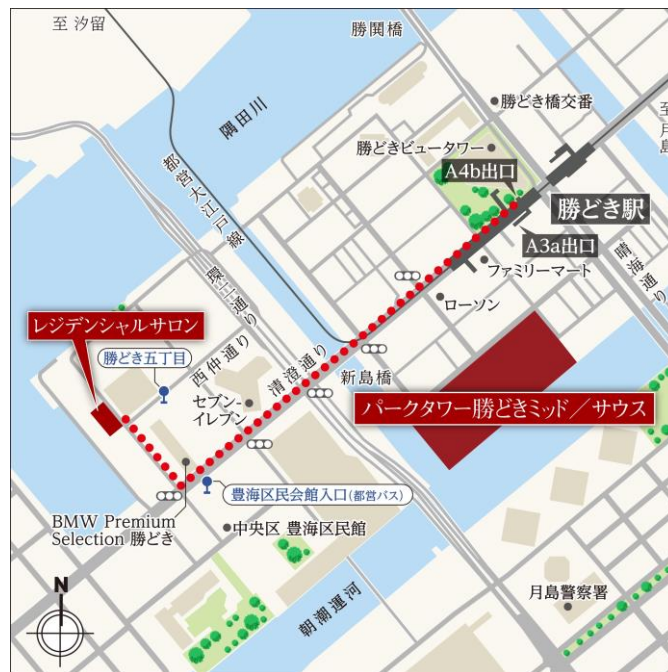 至 汐留
勝鬨橋
隅田川
勝どき橋交番
至
月島
都営大江戸線
勝どきビュータワー
A4b出口
勝どき駅
A3a出口
ファミリーマート
晴海通り
環二通り
ローソン
レジデンシャルサロン
西仲通り
清澄通り
新島橋
勝どき五丁目
セブン-
イレブン
パークタワー勝どきミッド／サウス
豊海区民会館入口(都営バス)
BMW Premium
Selection 勝どき
中央区 豊海区民館
朝潮運河
月島警察署
N